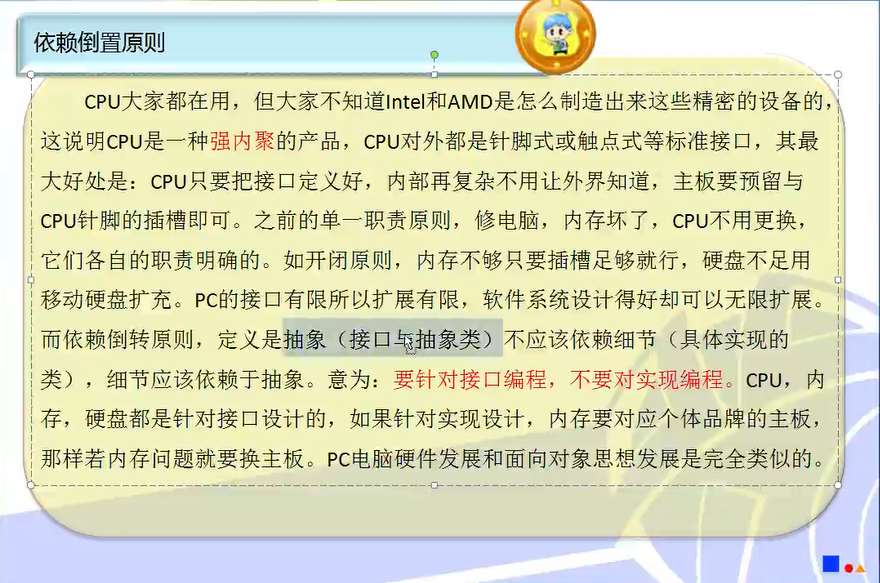 依赖倒置原则
CPU大家都在用，但大家不知道Intel和AMD是怎么制造出来这些精密的设备的，
这说明CPU是一种强内聚的产品，CPU对外都是针脚式或触点式等标准接口，其最
大好处是：CPU只要把接口定义好，内部再复杂不用让外界知道，主板要预留与
CPU针脚的插槽即可。之前的单一职责原则，修电脑，内存坏了，CPU不用更换，
它们各自的职责明确的。如开闭原则，内存不够只要插槽足够就行，硬盘不足用
移动硬盘扩充。PC的接口有限所以扩展有限，软件系统设计得好却可以无限扩展。
而依赖倒转原则，定义是抽象（接口与抽象类）不应该依赖细节（具体实现的
类），细节应该依赖于抽象。意为：要针对接口编程，不要对实现编程。CPU，内
存，硬盘都是针对接口设计的，如果针对实现设计，内存要对应个体品牌的主板，
那样若内存问题就要换主板。PC电脑硬件发展和面向对象思想发展是完全类似的。